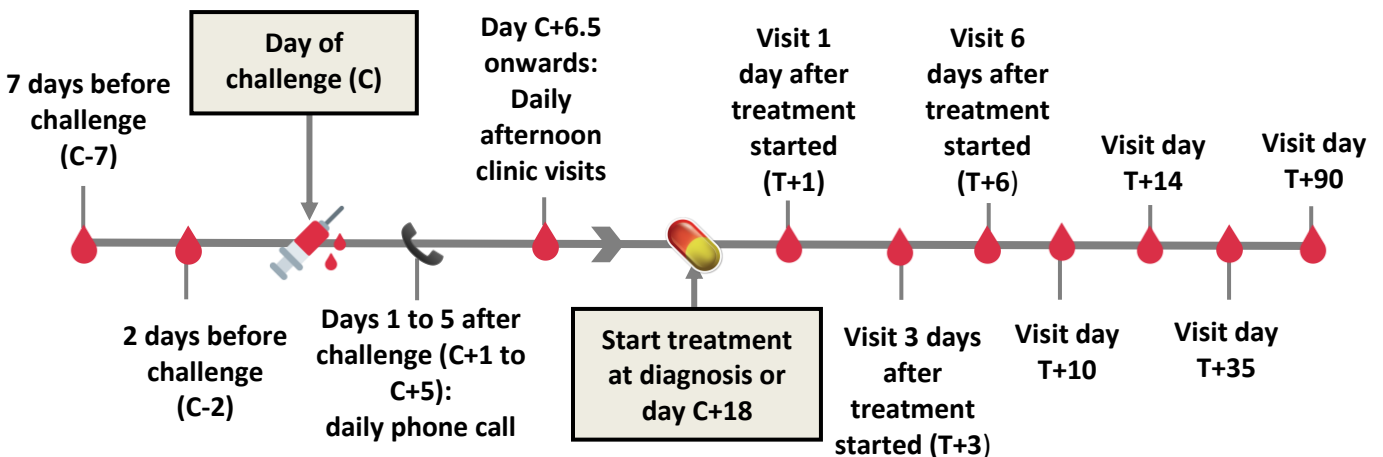 7 days before
challenge
(C-7)
2 days before
challenge
(C-2)
Day of
challenge (C)
Days 1 to 5 after
challenge (C+1 to
C+5):
daily phone call
Day C+6.5
onwards:
Daily
afternoon
clinic visits
Start treatment
at diagnosis or
day C+18
Visit 1
day after
treatment
started
(T+1)
Visit 3 days
after
treatment
started (T+3)
Visit 6
days after
treatment
started
(T+6)
Visit day
T+10
Visit day
T+14
Visit day
T+35
Visit day
T+90